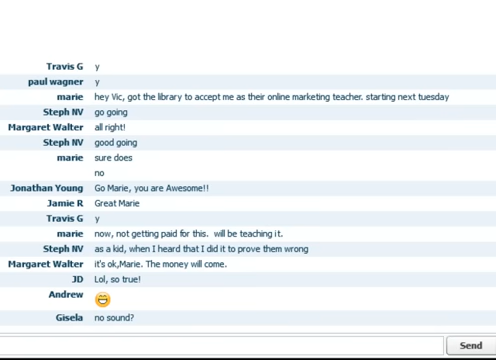 Travis G y
paul wagner y
marie hey Vic, got the library to accept me as their online marketing teacher. starting next tuesday
Steph NV go going
Margaret Walter all right!
Steph NV good going
marie sure does
no
Jonathan Young Go Marie, you are Awesome!!
Jamie R Great Marie
Travis G y
marie now, not getting paid for this. will be teaching it.
Steph NV as a kid, when I heard that I did it to prove them wrong
Margaret Walter it's ok,Marie. The money will come.
JD Lol, so true!
Andrew
Gisela no sound?
Send